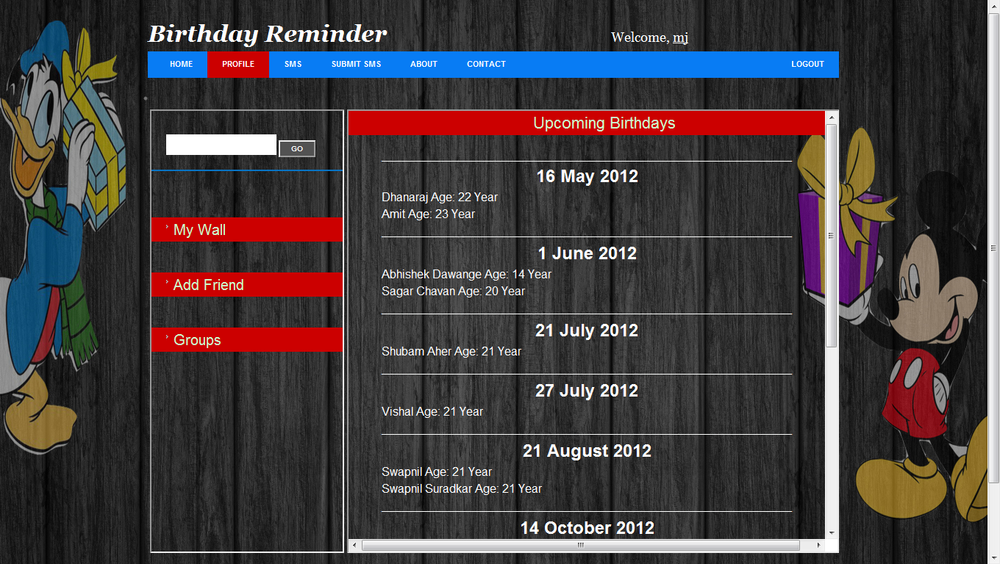 Birthday Reminder
Welcome, mj
HOME PROFILE SMS SUBMIT SMS ABOUT CONTACT LOGOUT
GO
My Wall
Add Friend
Groups
Upcoming Birthdays
16 May 2012
Dhanaraj Age: 22 Year
Amit Age: 23 Year
1 June 2012
Abhishek Dawange Age: 14 Year
Sagar Chavan Age: 20 Year
21 July 2012
Shubam Aher Age: 21 Year
27 July 2012
Vishal Age: 21 Year
21 August 2012
Swapnil Age: 21 Year
Swapnil Suradkar Age: 21 Year
14 October 2012